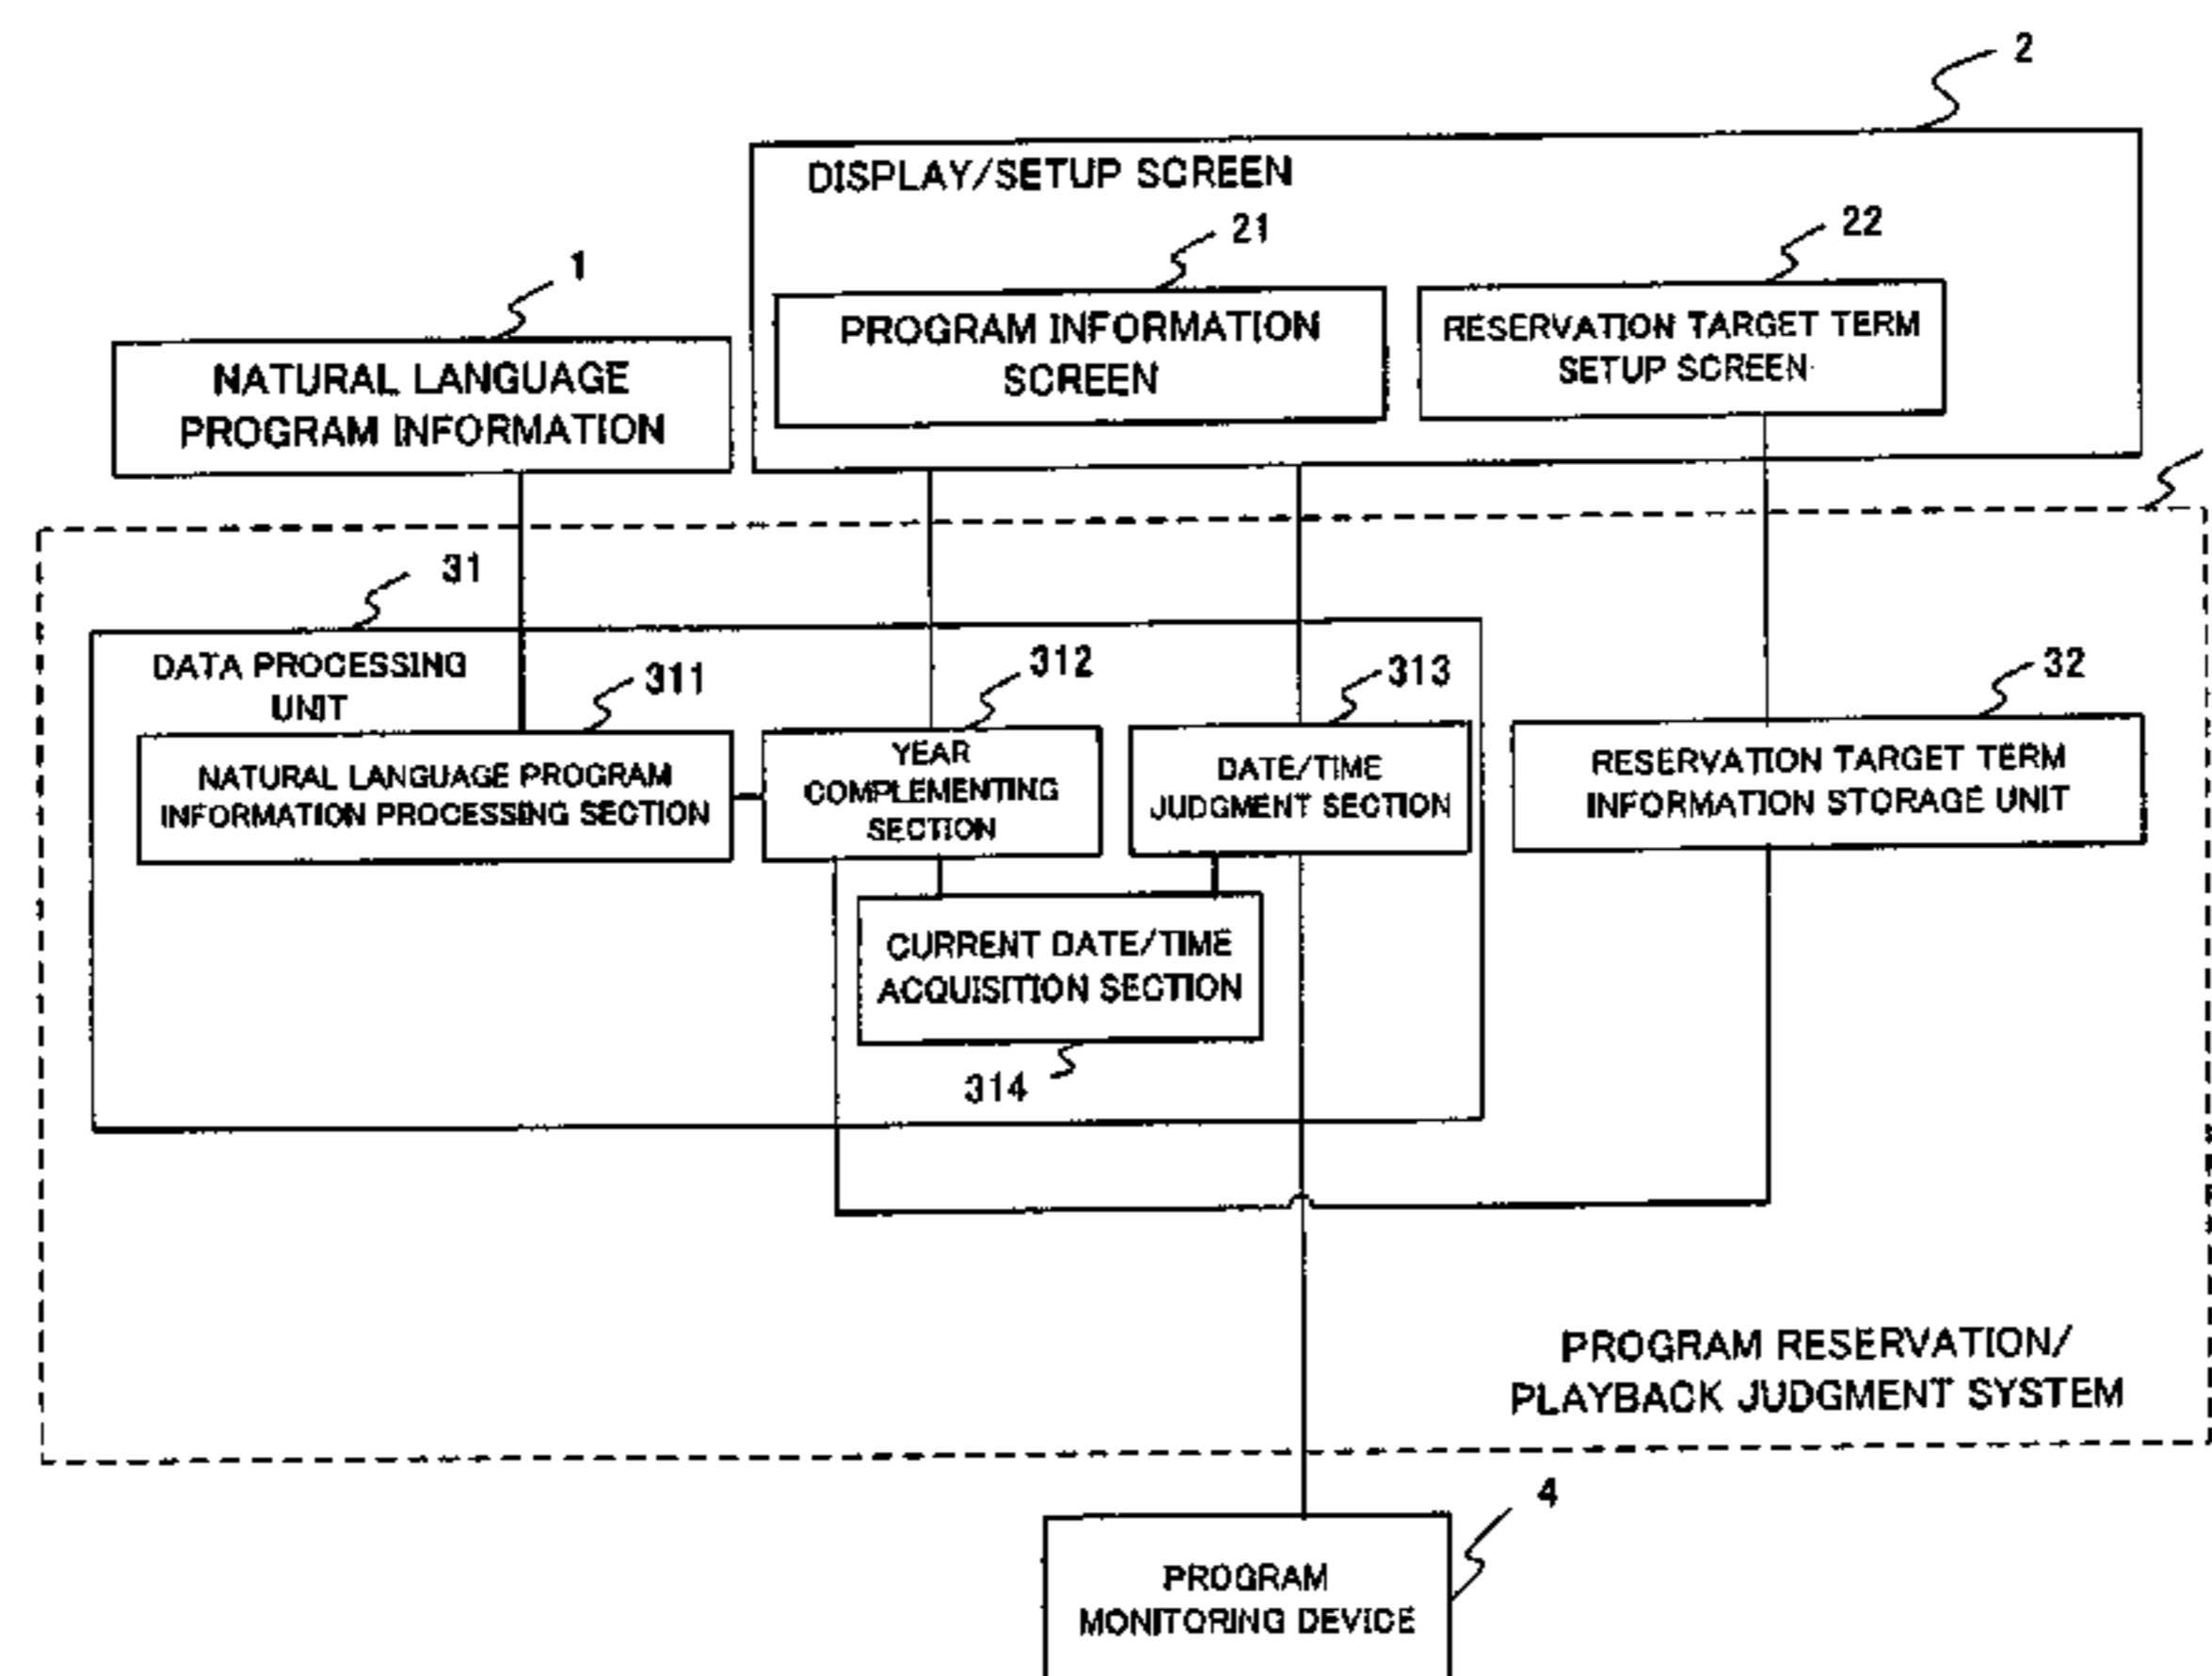 2
DISPLAY/SETUP SCREEN
21
22
1
PROGRAM INFORMATION
SCREEN
RESERVATION TARGET TERM
SETUP SCREEN
NATURAL LANGUAGE
PROGRAM INFORMATION
31
DATA PROCESSING
UNIT
311
312
313
32
NATURAL LANGUAGE PROGRAM
INFORMATION PROCESSING SECTION
YEAR
COMPLEMENTING
SECTION
DATE/TIME
JUDGMENT SECTION
RESERVATION TARGET TERM
INFORMATION STORAGE UNIT
CURRENT DATE/TIME
ACQUISITION SECTION
314
PROGRAM RESERVATION/
PLAYBACK JUDGMENT SYSTEM
4
PROGRAM
MONITORING DEVICE